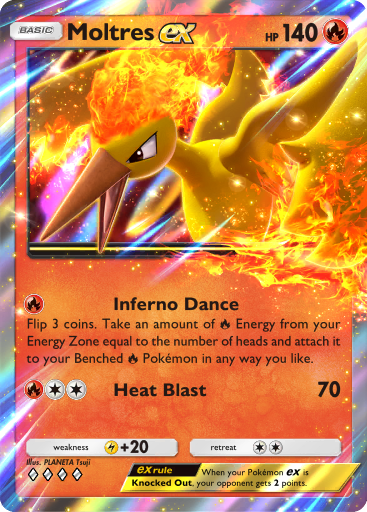 BASIC Moltres ex HP 140
Inferno Dance
Flip 3 coins. Take an amount of Energy from your
Energy Zone equal to the number of heads and attach it
to your Benched Pokémon in any way you like.
Heat Blast 70
weakness +20 retreat
Illus. PLANETA Tsuji
ex rule When your Pokémon ex is
Knocked Out, your opponent gets 2 points.